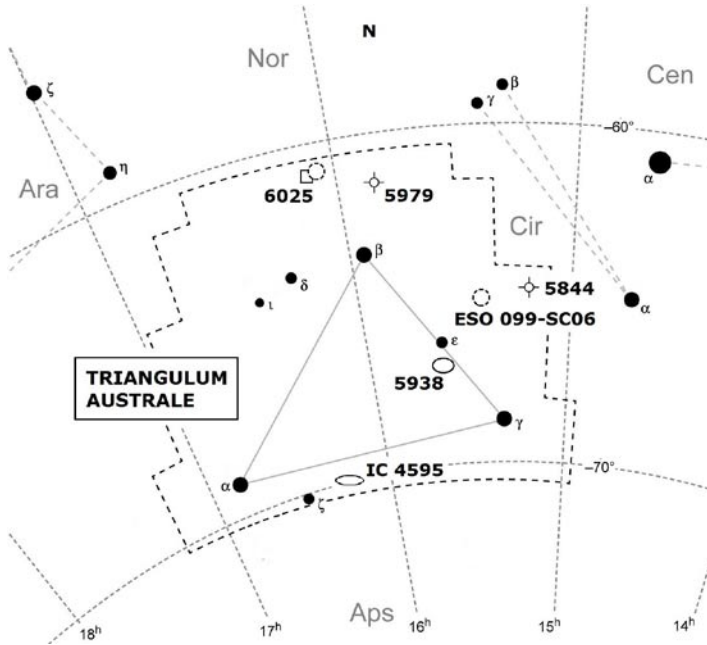 N
Nor
β
Cen
ζ
γ
–60°
η
α
Ara
6025
5979
Cir
β
δ
5844
ι
α
ESO 099-SC06
ε
TRIANGULUM
AUSTRALE
5938
γ
IC 4595
–70°
α
ζ
Aps
18h
17h
16h
15h
14h